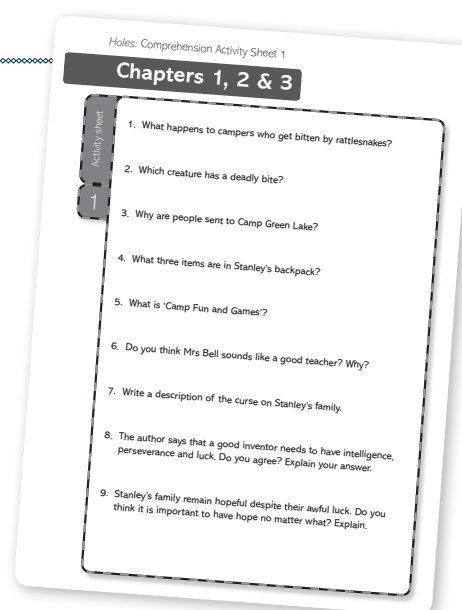 Holes: Comprehension Activity Sheet 1
Chapters 1, 2 & 3
Activity sheet
1
1. What happens to campers who get bitten by rattlesnakes?
2. Which creature has a deadly bite?
3. Why are people sent to Camp Green Lake?
4. What three items are in Stanley's backpack?
5. What is 'Camp Fun and Games'?
6. Do you think Mrs Bell sounds like a good teacher? Why?
7. Write a description of the curse on Stanley's family.
8. The author says that a good inventor needs to have intelligence,
perseverance and luck. Do you agree? Explain your answer.
9. Stanley's family remain hopeful despite their awful luck. Do you
think it is important to have hope no matter what? Explain.